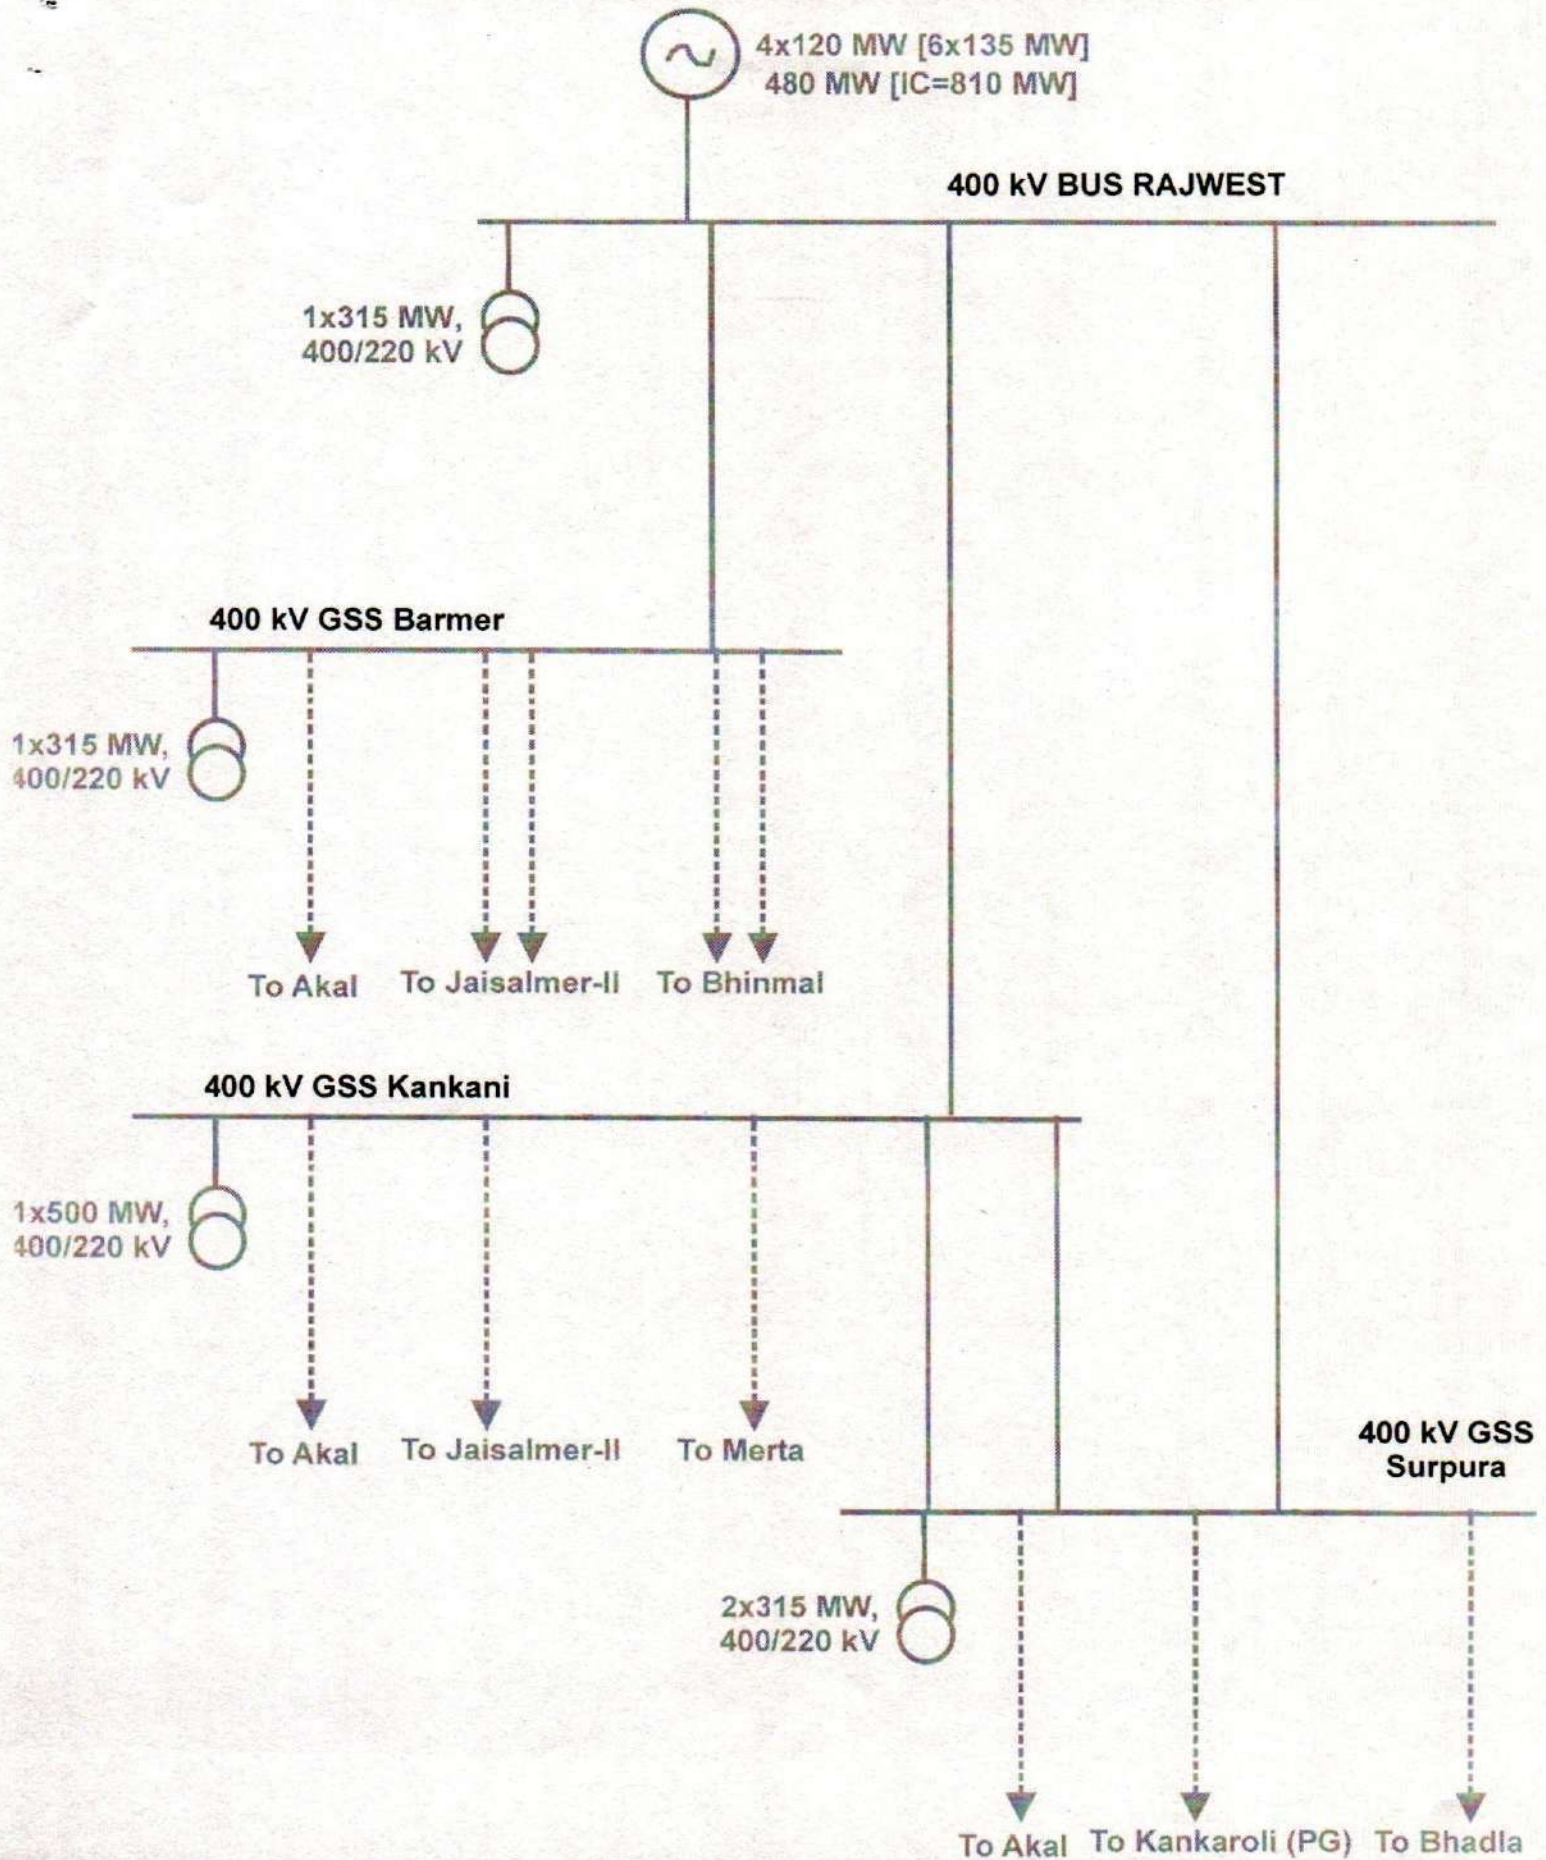 4x120 MW [6x135 MW]
480 MW [IC=810 MW]
400 kV BUS RAJWEST
1x315 MW,
400/220 kV
400 kV GSS Barmer
1x315 MW,
400/220 kV
To Akal
To Jaisalmer-II
To Bhinmal
400 kV GSS Kankani
1x500 MW,
400/220 kV
To Akal
To Jaisalmer-II
To Merta
400 kV GSS
Surpura
2x315 MW,
400/220 kV
To Akal
To Kankaroli (PG)
To Bhadla